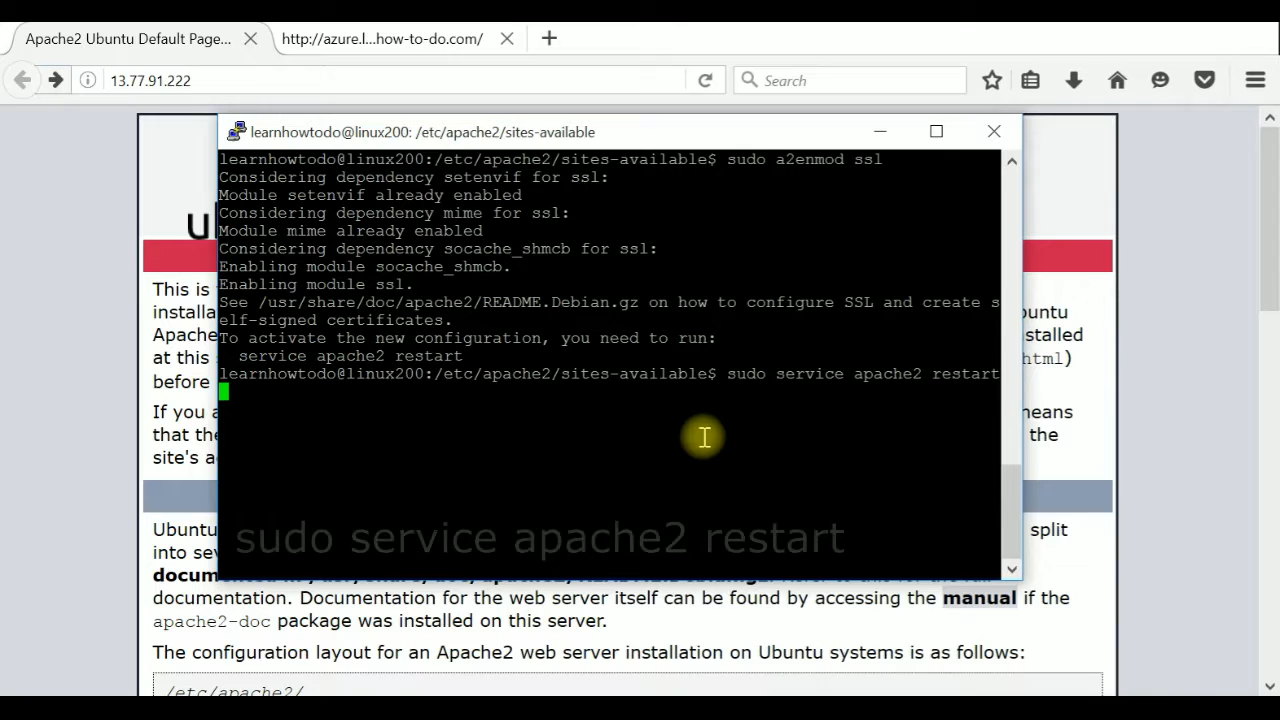 Apache2 Ubuntu Default Page...
http://azure.l...how-to-do.com/
13.77.91.222
Search
learnhowtodo@linux200: /etc/apache2/sites-available
learnhowtodo@linux200:/etc/apache2/sites-available$ sudo a2enmod ssl
Considering dependency setenvif for ssl:
Module setenvif already enabled
Considering dependency mime for ssl:
Module mime already enabled
Considering dependency socache_shmcb for ssl:
Enabling module socache_shmcb.
Enabling module ssl.
See /usr/share/doc/apache2/README.Debian.gz on how to configure SSL and create s
elf-signed certificates.
To activate the new configuration, you need to run:
service apache2 restart
learnhowtodo@linux200:/etc/apache2/sites-available$ sudo service apache2 restart
sudo service apache2 restart
This is
installa
untu
Apache
stalled
at this
html)
before
If you a
means
that the
the
site's a
Ubuntu
split
into sev
documentation. Documentation for the web server itself can be found by accessing the manual if the
apache2-doc package was installed on this server.
The configuration layout for an Apache2 web server installation on Ubuntu systems is as follows:
/etc/apache2/